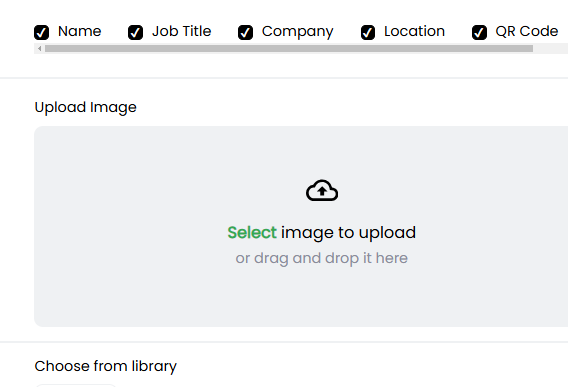 Name Job Title Company Location QR Code
Upload Image
Select image to upload
or drag and drop it here
Choose from library